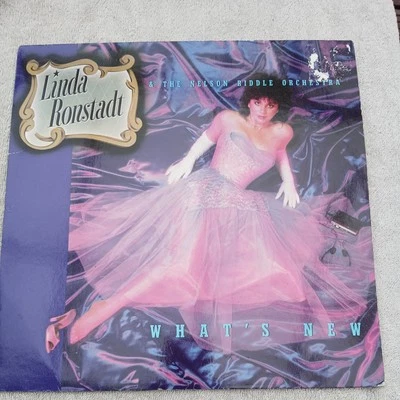 Linda
Ronstadt
& THE NELSON RIDDLE ORCHESTRA
WHAT'S NEW